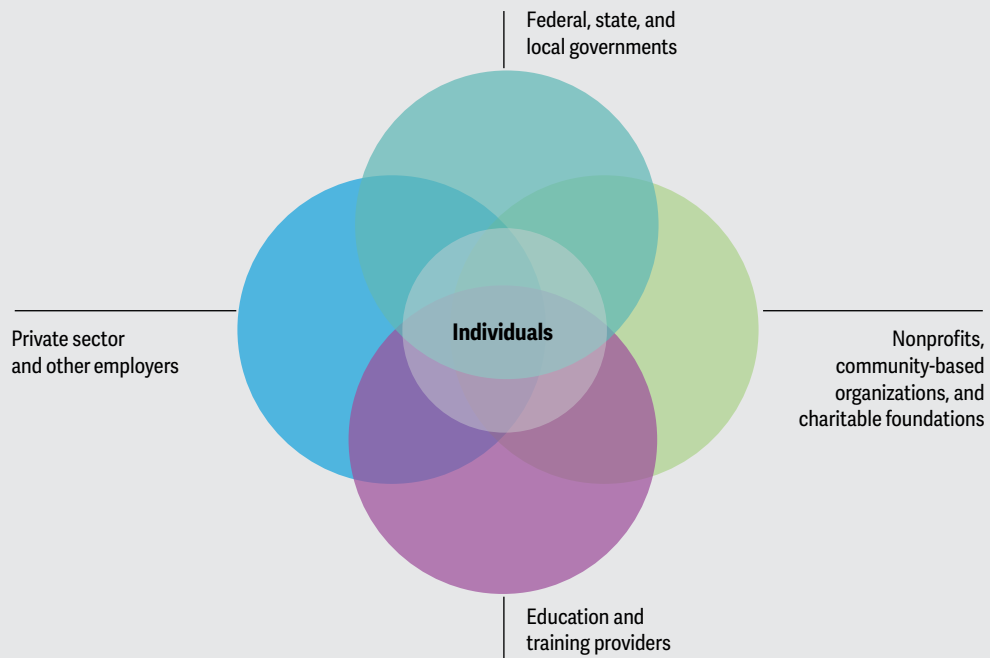 Federal, state, and
local governments
Individuals
Private sector
and other employers
Nonprofits,
community-based
organizations, and
charitable foundations
Education and
training providers